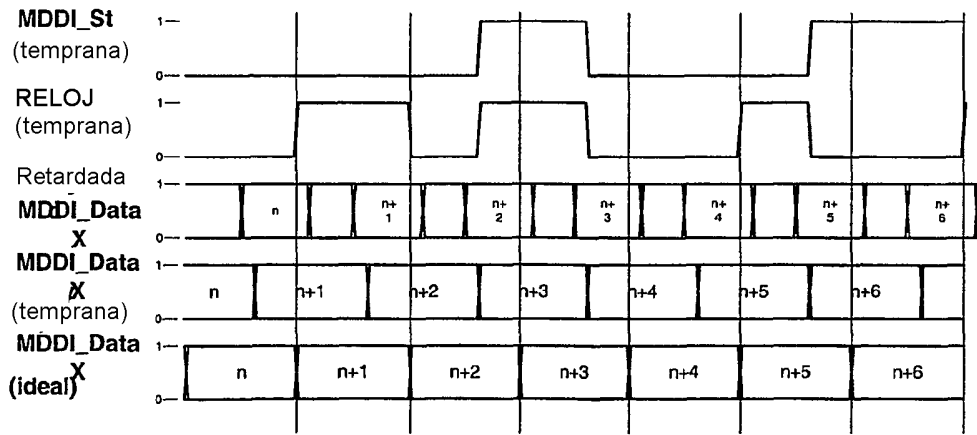 MDDI_St
(temprana)
1
0
RELOJ
(temprana)
1
0
Retardada
MDDI_Data
X
1
0
n
n+
1
n+
2
n+
3
n+
4
n+
5
n+
6
MDDI_Data
X
(temprana)
1
0
n
n+1
n+2
n+3
n+4
n+5
n+6
MDDI_Data
X
(ideal)
1
0
n
n+1
n+2
n+3
n+4
n+5
n+6